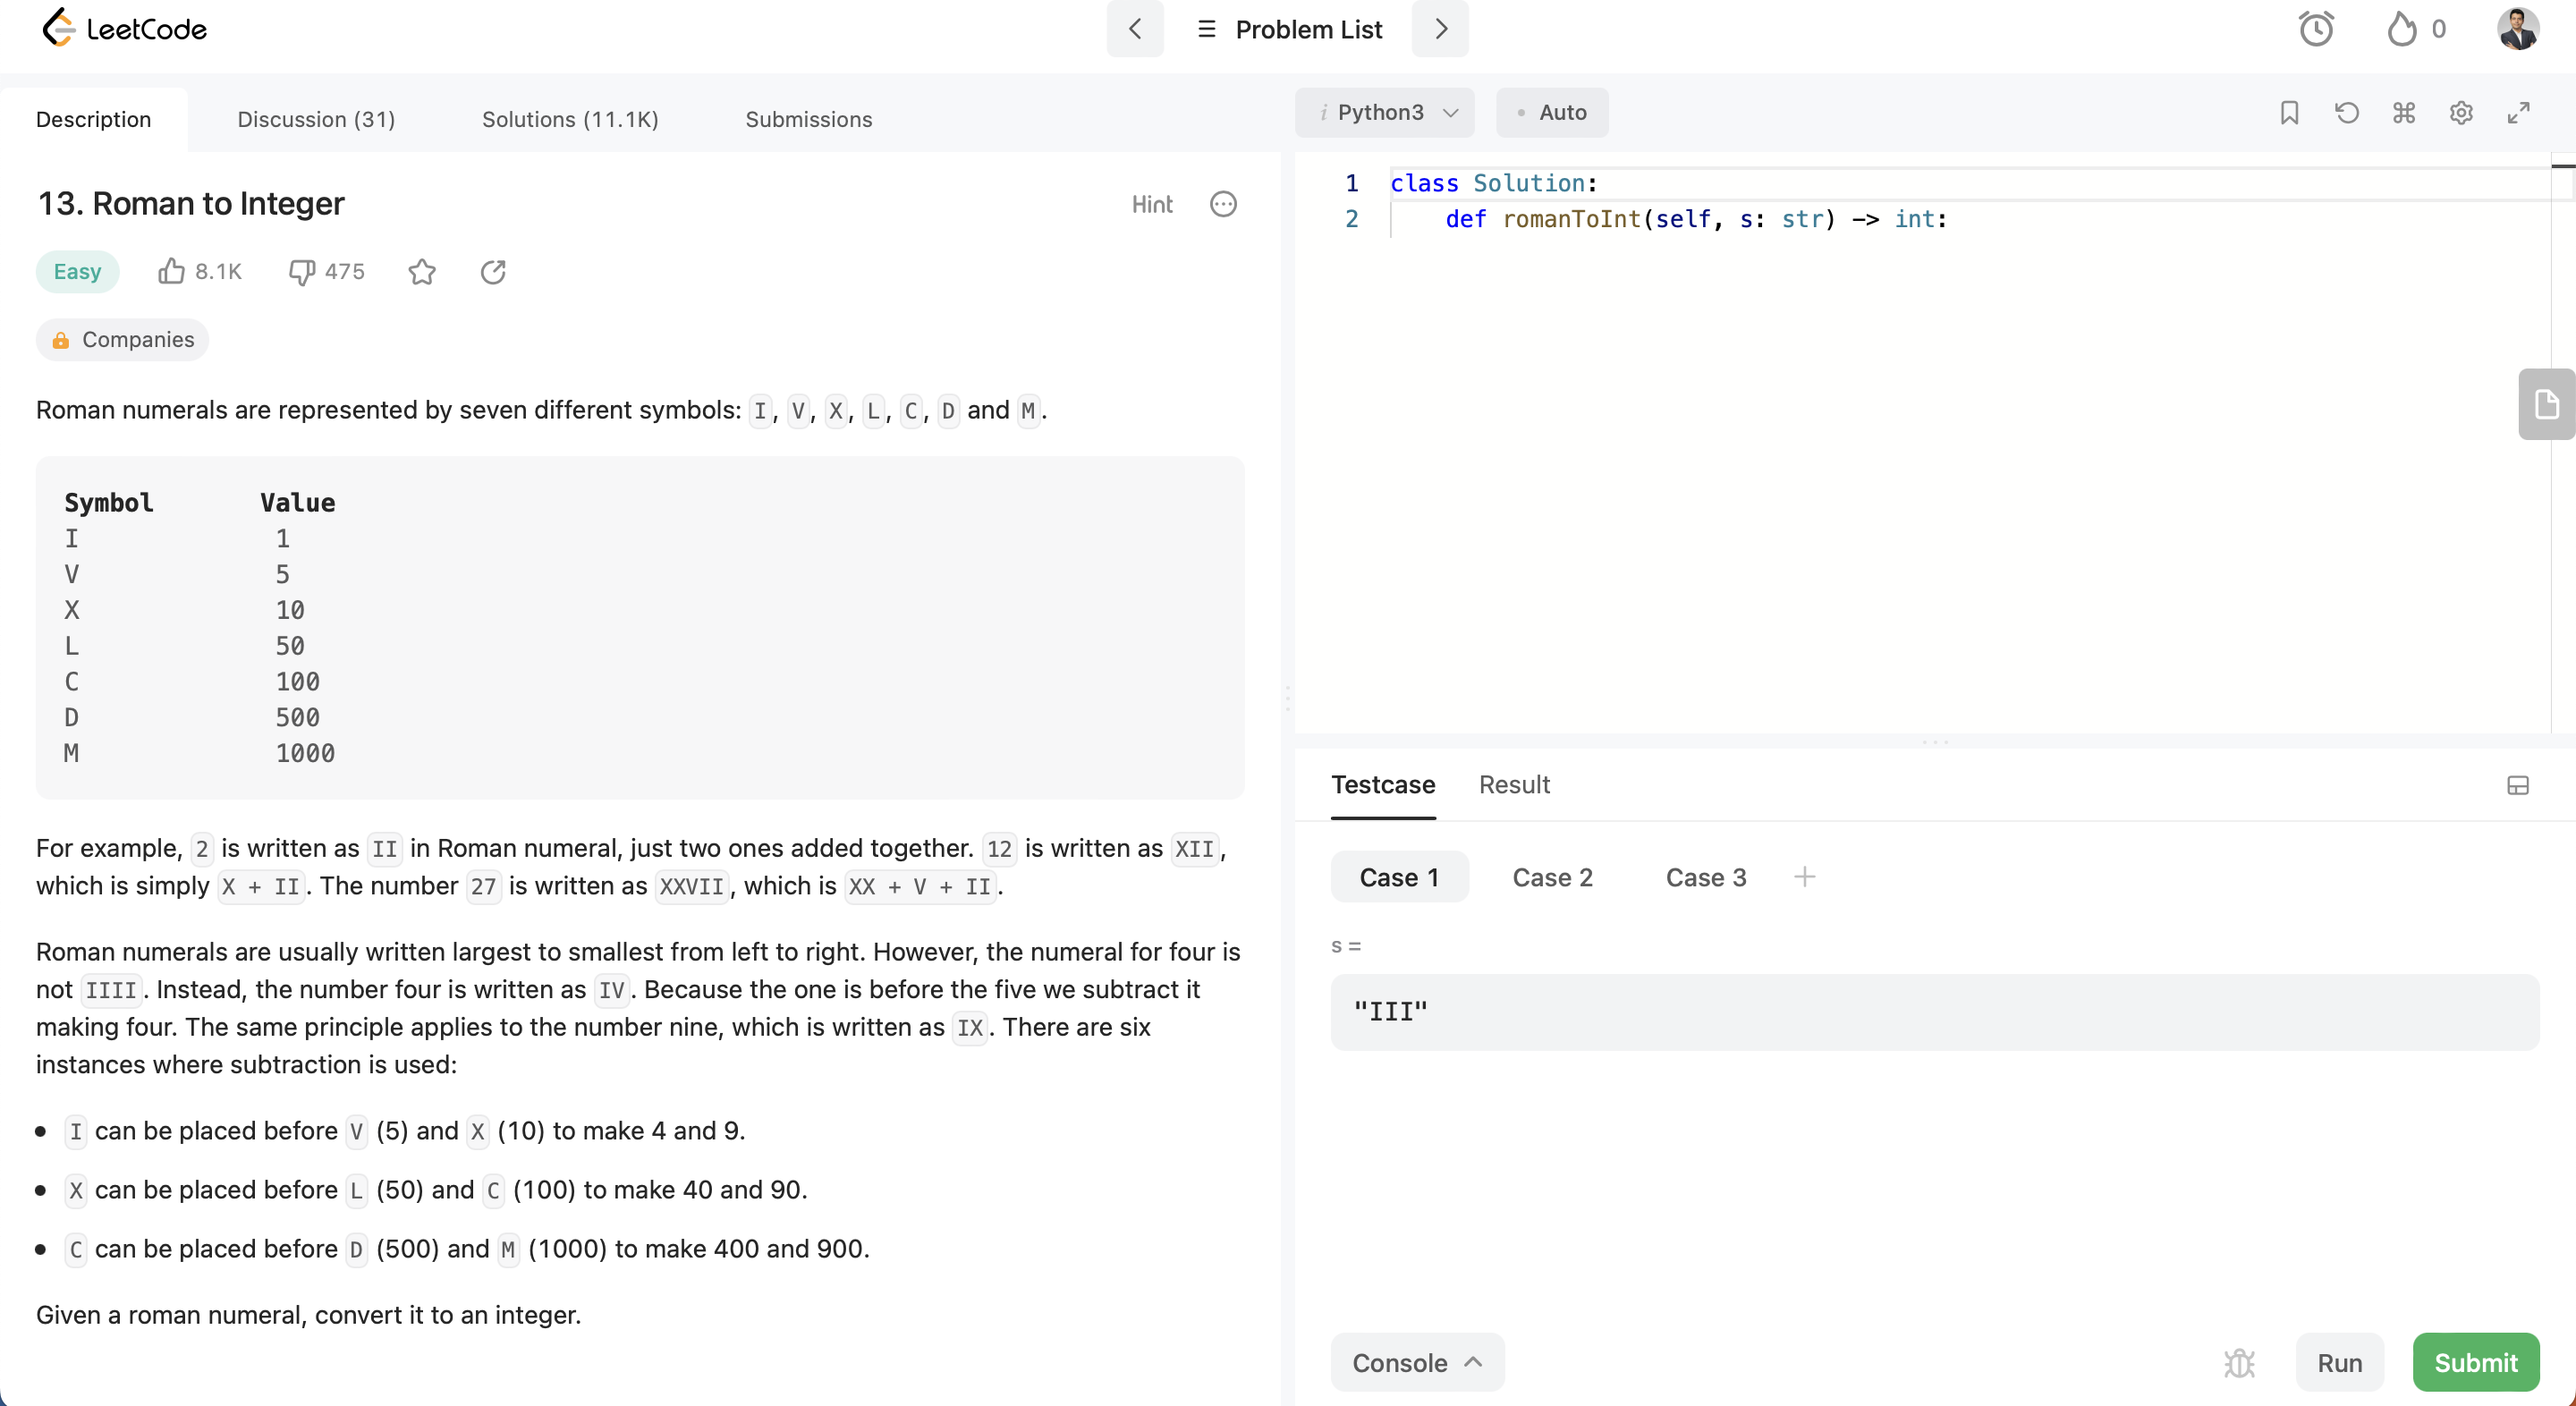 LeetCode
Problem List
0
Description
Discussion (31)
Solutions (11.1K)
Submissions
13. Roman to Integer
Hint
Easy
8.1K
475
Companies
Roman numerals are represented by seven different symbols: I, V, X, L, C, D and M.
Symbol Value
I 1
V 5
X 10
L 50
C 100
D 500
M 1000
For example, 2 is written as II in Roman numeral, just two ones added together. 12 is written as XII,
which is simply X + II. The number 27 is written as XXVII, which is XX + V + II.
Roman numerals are usually written largest to smallest from left to right. However, the numeral for four is
not IIII. Instead, the number four is written as IV. Because the one is before the five we subtract it
making four. The same principle applies to the number nine, which is written as IX. There are six
instances where subtraction is used:
I can be placed before V (5) and X (10) to make 4 and 9.
X can be placed before L (50) and C (100) to make 40 and 90.
C can be placed before D (500) and M (1000) to make 400 and 900.
Given a roman numeral, convert it to an integer.
i Python3
Auto
1 class Solution:
2 def romanToInt(self, s: str) -> int:
Testcase
Result
Case 1
Case 2
Case 3
s =
"III"
Console
Run
Submit